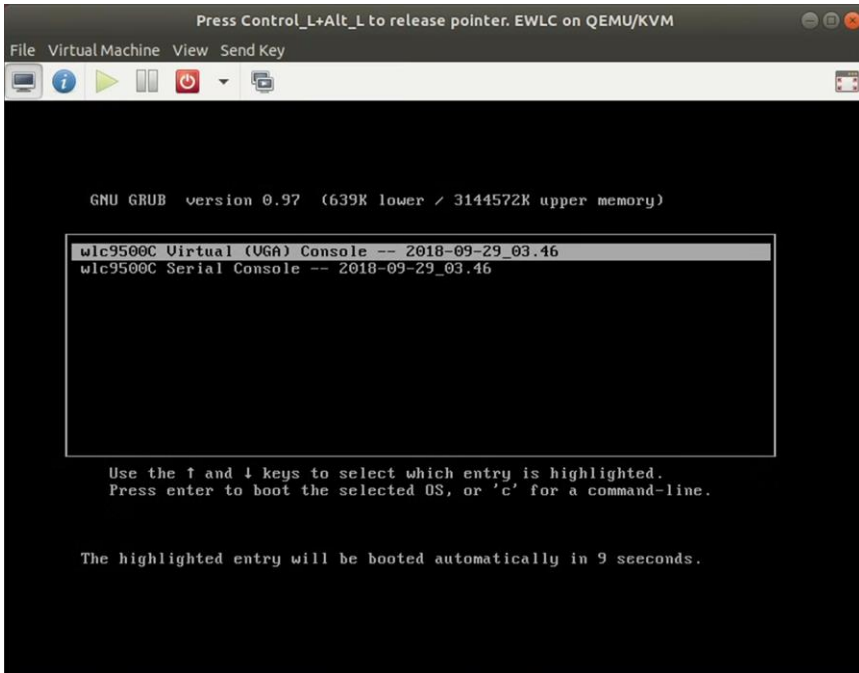 Press Control_L+Alt_L to release pointer. EWLC on QEMU/KVM
File Virtual Machine View Send Key
GNU GRUB version 0.97 (639K lower / 3144572K upper memory)
wlc9500C Virtual (VGA) Console -- 2018-09-29_03.46
wlc9500C Serial Console -- 2018-09-29_03.46
Use the ↑ and ↓ keys to select which entry is highlighted.
Press enter to boot the selected OS, or 'c' for a command-line.
The highlighted entry will be booted automatically in 9 seconds.